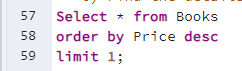 57 Select * from Books
58 order by Price desc
59 limit 1;